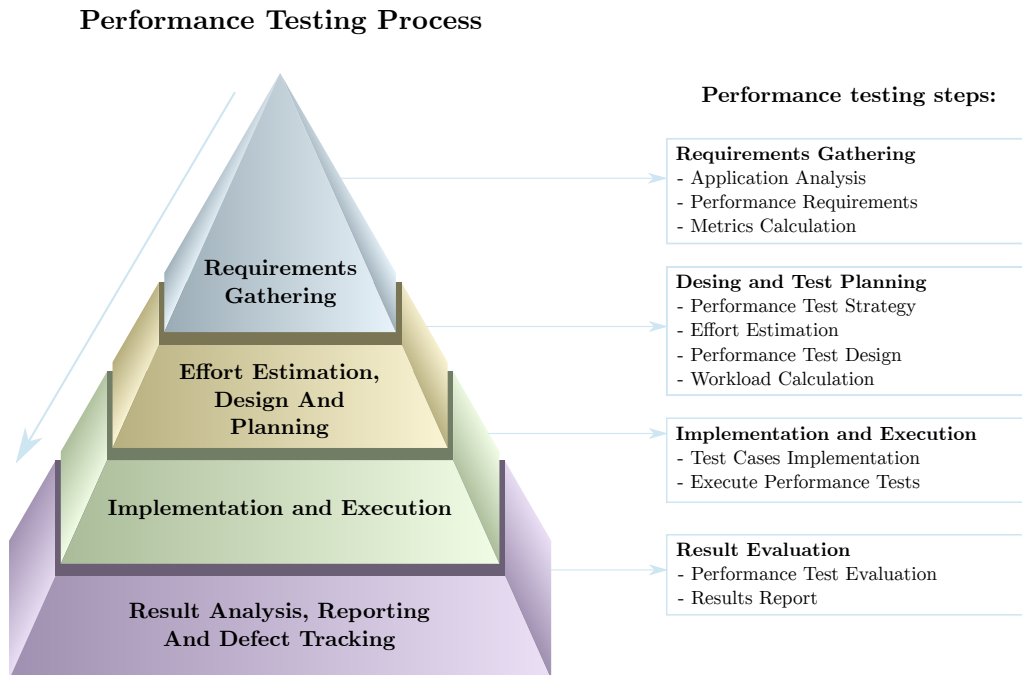 Performance Testing Process
Requirements
Gathering
Effort Estimation,
Design And
Planning
Implementation and Execution
Result Analysis, Reporting
And Defect Tracking
Performance testing steps:
Requirements Gathering
- Application Analysis
- Performance Requirements
- Metrics Calculation
Desing and Test Planning
- Performance Test Strategy
- Effort Estimation
- Performance Test Design
- Workload Calculation
Implementation and Execution
- Test Cases Implementation
- Execute Performance Tests
Result Evaluation
- Performance Test Evaluation
- Results Report